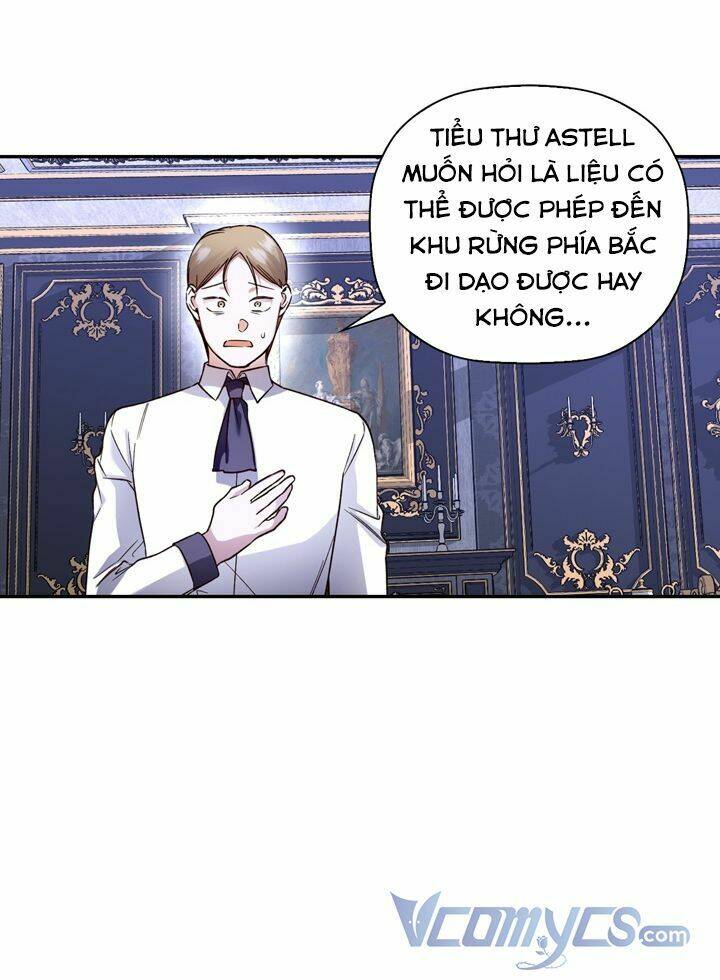 TIỂU THƯ ASTELL
MUỐN HỎI LÀ LIỆU CÓ
THỂ ĐƯỢC PHÉP ĐẾN
KHU RỪNG PHÍA BẮC
ĐI DẠO ĐƯỢC HAY
KHÔNG...
VCOMYCS.com